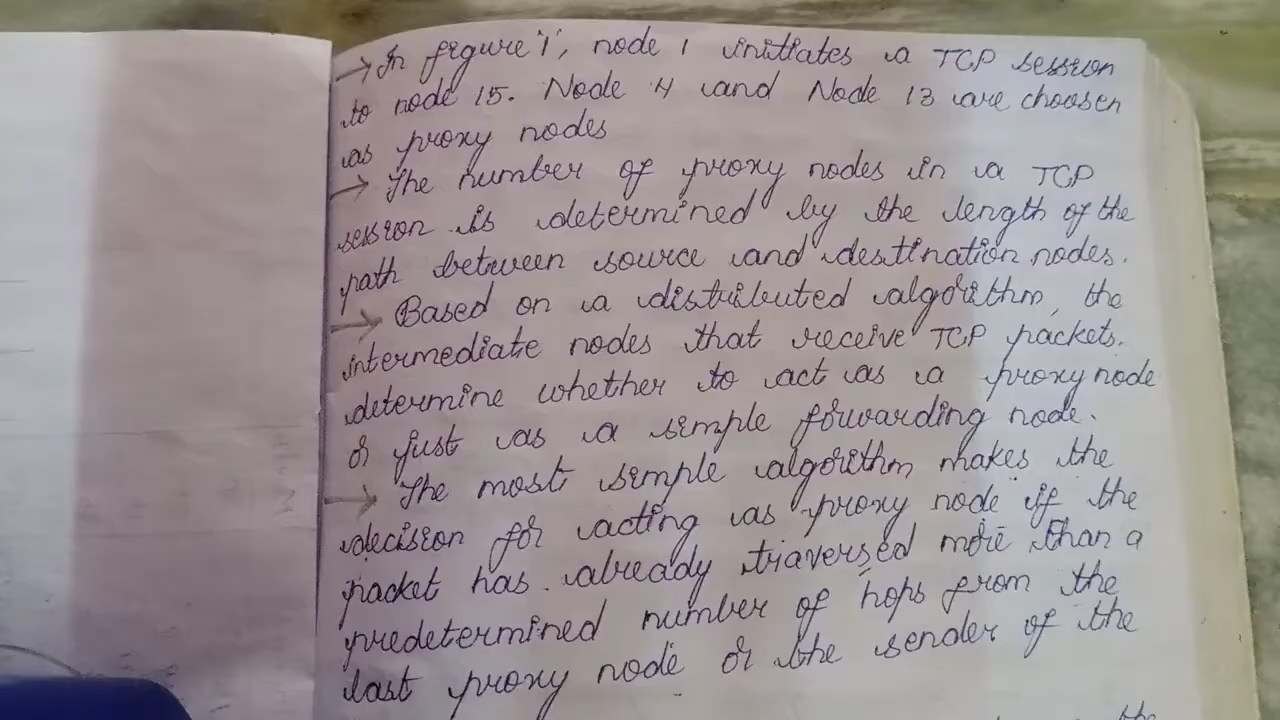 → In figure '1', node 1 initiates a TCP session
to node 15. Node 4 and Node 13 are choosen
as proxy nodes
→ The number of proxy nodes in a TCP
session is determined by the length of the
path between source and destination nodes.
→ Based on a distributed algorithm, the
intermediate nodes that receive TCP packets.
determine whether to act as a proxy node
or just as a simple forwarding node.
→ The most simple algorithm makes the
decision for acting as proxy node if the
packet has already traversed more than a
predetermined number of hops from the
last proxy node or the sender of the
the